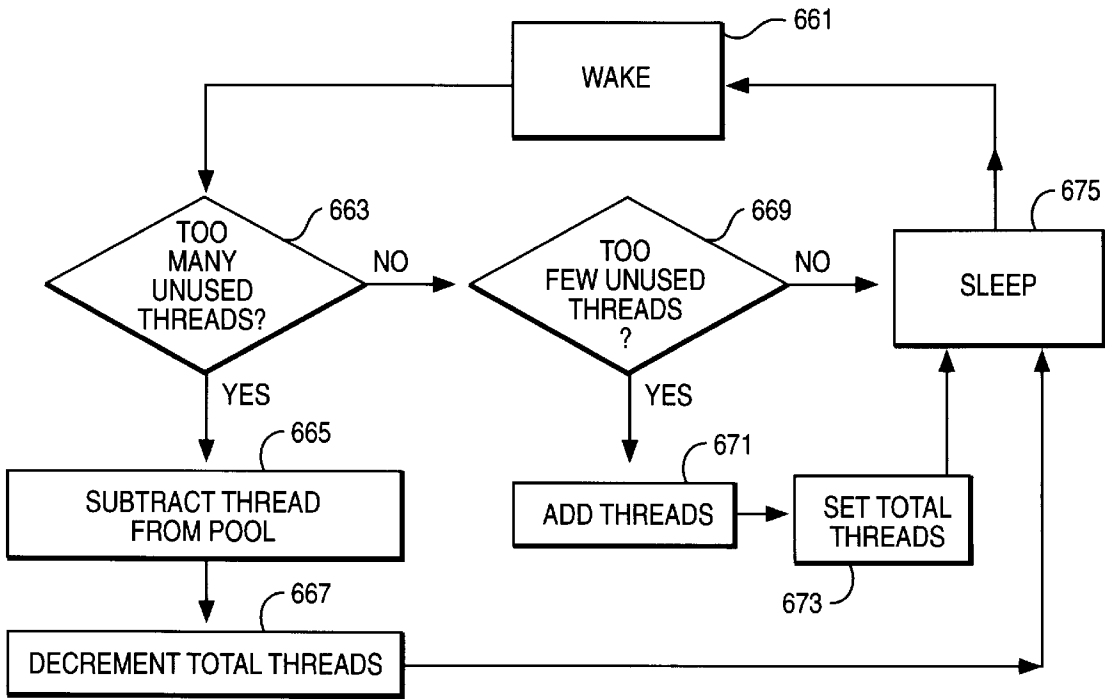 661
WAKE
663
TOO
MANY
UNUSED
THREADS?
NO
669
TOO
FEW UNUSED
THREADS
?
NO
675
SLEEP
YES
YES
665
SUBTRACT THREAD
FROM POOL
671
ADD THREADS
SET TOTAL
THREADS
673
667
DECREMENT TOTAL THREADS